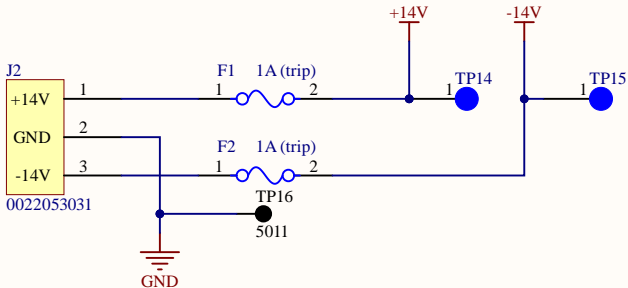 +14V
-14V
J2
F1
1A (trip)
TP14
TP15
+14V
1
1
2
1
1
GND
2
F2
1A (trip)
-14V
3
1
2
TP16
0022053031
5011
GND